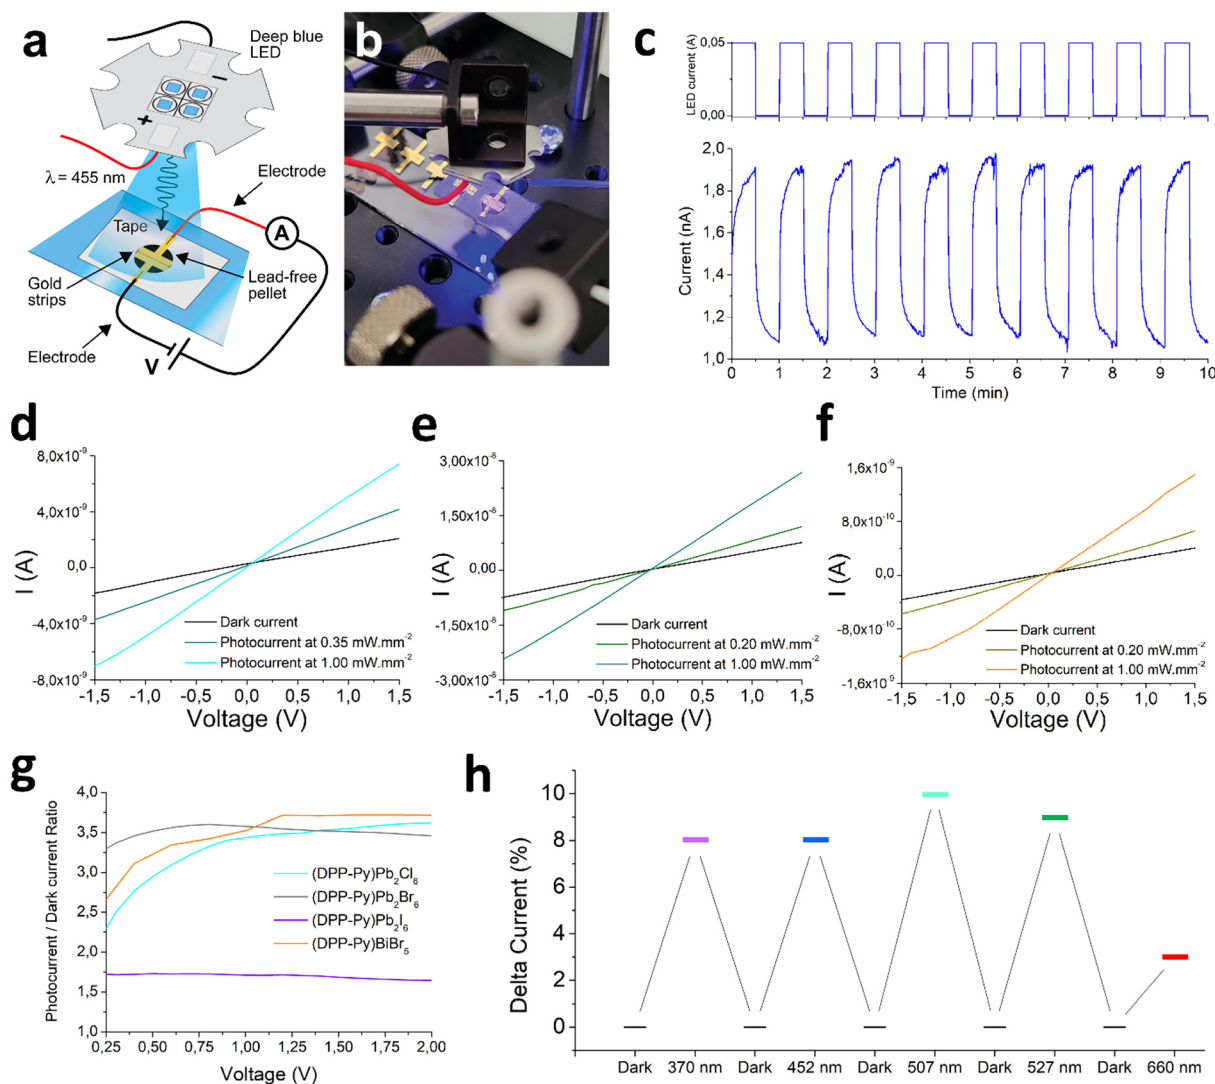 a
Deep blue
LED
−
+
λ = 455 nm
Electrode
Tape
A
Gold
strips
Lead-free
pellet
Electrode
V
b
c
LED current (A)
0,05
0,00
Current (nA)
2,0
1,8
1,6
1,4
1,2
1,0
0 1 2 3 4 5 6 7 8 9 10
Time (min)
d
I (A)
8,0x10⁻⁹
4,0x10⁻⁹
0,0
-4,0x10⁻⁹
-8,0x10⁻⁹
Dark current
Photocurrent at 0.35 mW.mm⁻²
Photocurrent at 1.00 mW.mm⁻²
-1,5 -1,0 -0,5 0,0 0,5 1,0 1,5
Voltage (V)
e
I (A)
3,00x10⁻⁸
1,50x10⁻⁸
0,00
-1,50x10⁻⁸
-3,00x10⁻⁸
Dark current
Photocurrent at 0.20 mW.mm⁻²
Photocurrent at 1.00 mW.mm⁻²
-1,5 -1,0 -0,5 0,0 0,5 1,0 1,5
Voltage (V)
f
I (A)
1,6x10⁻⁹
8,0x10⁻¹⁰
0,0
-8,0x10⁻¹⁰
-1,6x10⁻⁹
Dark current
Photocurrent at 0.20 mW.mm⁻²
Photocurrent at 1.00 mW.mm⁻²
-1,5 -1,0 -0,5 0,0 0,5 1,0 1,5
Voltage (V)
g
Photocurrent / Dark current Ratio
4,0
3,5
3,0
2,5
2,0
1,5
1,0
(DPP-Py)Pb₂Cl₆
(DPP-Py)Pb₂Br₆
(DPP-Py)Pb₂I₆
(DPP-Py)BiBr₅
0,25 0,50 0,75 1,00 1,25 1,50 1,75 2,00
Voltage (V)
h
Delta Current (%)
10
8
6
4
2
0
Dark 370 nm Dark 452 nm Dark 507 nm Dark 527 nm Dark 660 nm